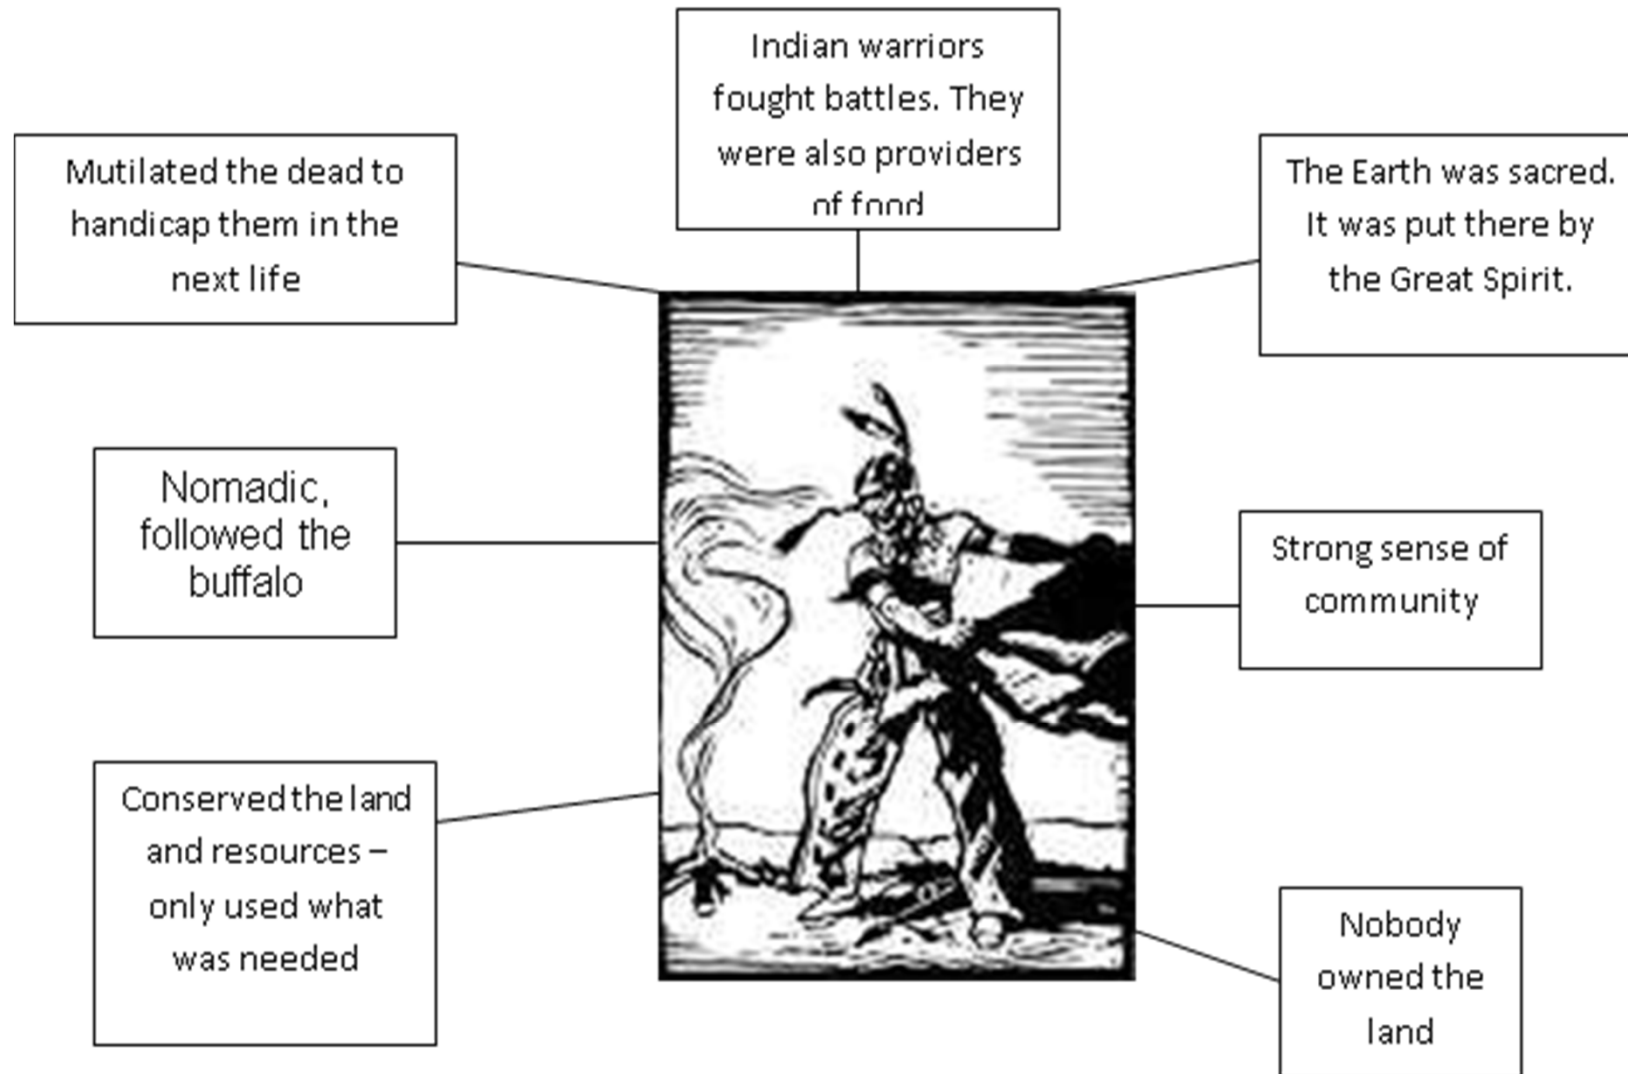 Indian warriors
fought battles. They
were also providers
of food
Mutilated the dead to
handicap them in the
next life
The Earth was sacred.
It was put there by
the Great Spirit.
Nomadic,
followed the
buffalo
Strong sense of
community
Conserved the land
and resources –
only used what
was needed
Nobody
owned the
land